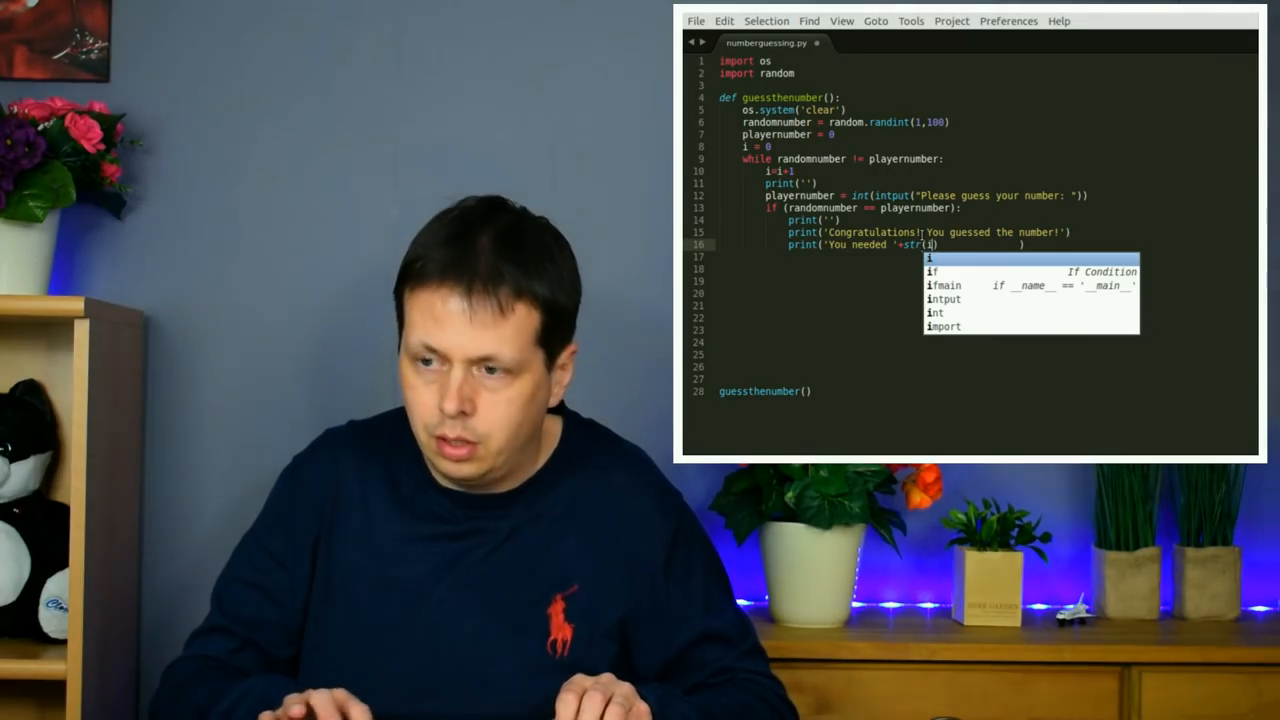 File Edit Selection Find View Goto Tools Project Preferences Help
numberguessing.py
1 import os
2 import random
3
4 def guessthenumber():
5 os.system('clear')
6 randomnumber = random.randint(1,100)
7 playernumber = 0
8 i = 0
9 while randomnumber != playernumber:
10 i=i+1
11 print('')
12 playernumber = int(intput("Please guess your number: "))
13 if (randomnumber == playernumber):
14 print('')
15 print('Congratulations! You guessed the number!')
16 print('You needed '+str(i) )
17 i
18 if If Condition
19 ifmain if __name__ == '__main__'
20 intput
21 int
22 import
23
24
25
26
27
28 guessthenumber()